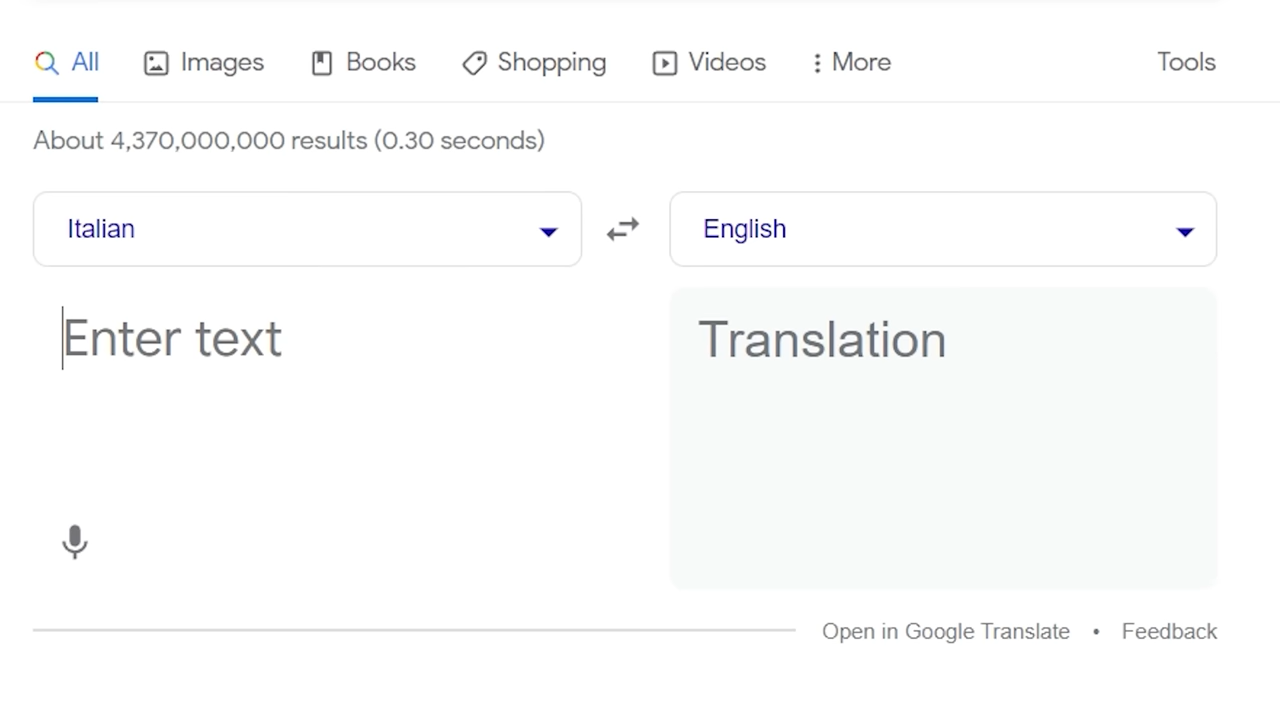 All Images Books Shopping Videos More Tools
About 4,370,000,000 results (0.30 seconds)
Italian English
Enter text Translation
Open in Google Translate • Feedback